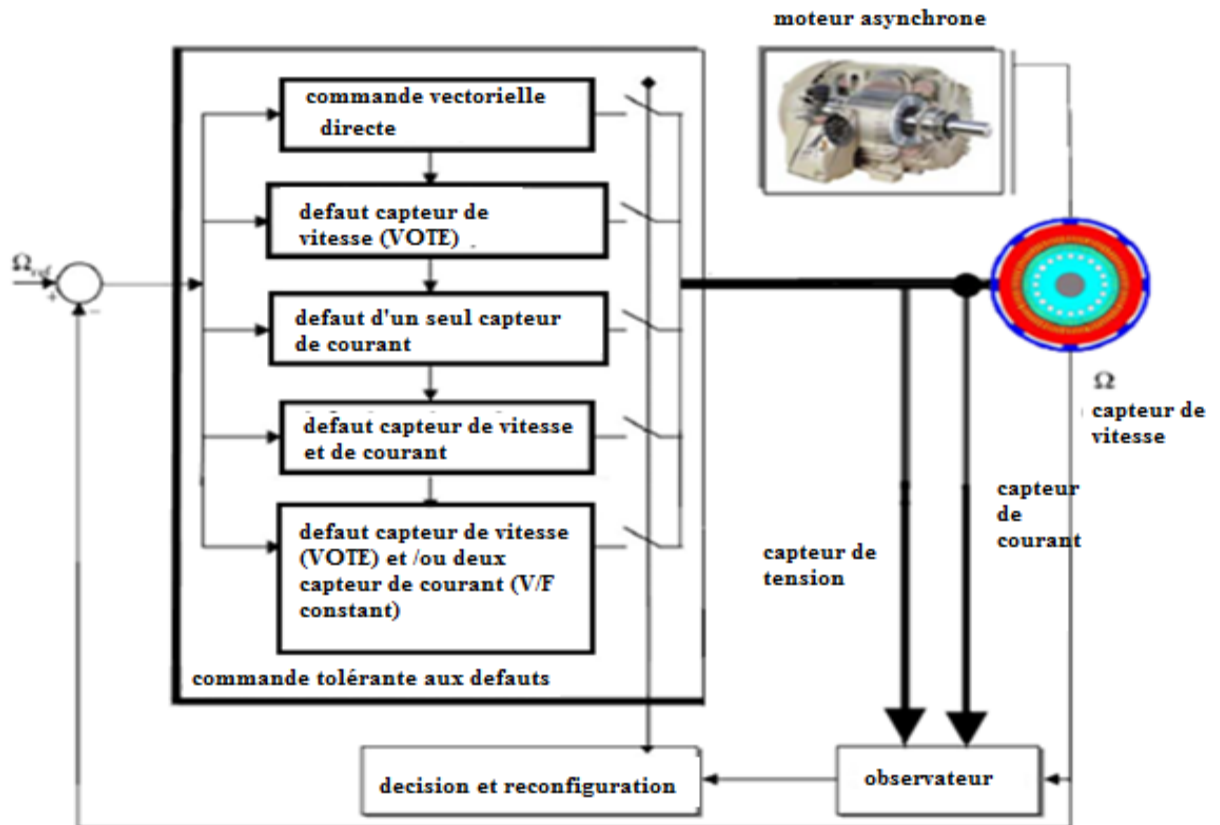 moteur asynchrone
commande vectorielle
directe
defaut capteur de
vitesse (VOTE)
Ωref
+
−
defaut d'un seul capteur
de courant
defaut capteur de vitesse
et de courant
defaut capteur de vitesse
(VOTE) et /ou deux
capteur de courant (V/F
constant)
commande tolérante aux defauts
Ω
capteur de
vitesse
capteur
de
courant
capteur de
tension
decision et reconfiguration
observateur